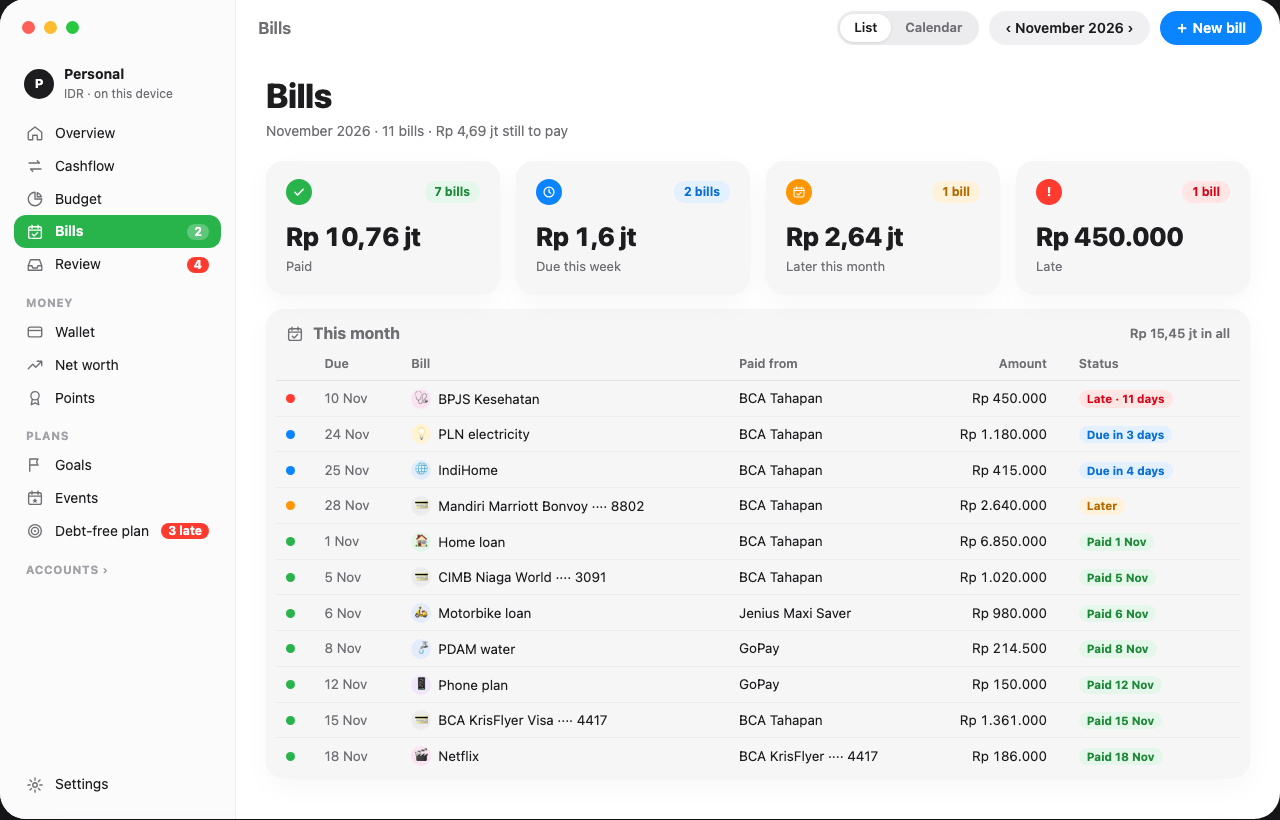 Bills
List
Calendar
‹ November 2026 ›
+ New bill
P
Personal
IDR · on this device
Overview
Cashflow
Budget
Bills 2
Review 4
MONEY
Wallet
Net worth
Points
PLANS
Goals
Events
Debt-free plan 3 late
ACCOUNTS ›
Settings
Bills
November 2026 · 11 bills · Rp 4,69 jt still to pay
7 bills
Rp 10,76 jt
Paid
2 bills
Rp 1,6 jt
Due this week
1 bill
Rp 2,64 jt
Later this month
1 bill
Rp 450.000
Late
This month
Rp 15,45 jt in all
Due Bill Paid from Amount Status
10 Nov BPJS Kesehatan BCA Tahapan Rp 450.000 Late · 11 days
24 Nov PLN electricity BCA Tahapan Rp 1.180.000 Due in 3 days
25 Nov IndiHome BCA Tahapan Rp 415.000 Due in 4 days
28 Nov Mandiri Marriott Bonvoy ···· 8802 BCA Tahapan Rp 2.640.000 Later
1 Nov Home loan BCA Tahapan Rp 6.850.000 Paid 1 Nov
5 Nov CIMB Niaga World ···· 3091 BCA Tahapan Rp 1.020.000 Paid 5 Nov
6 Nov Motorbike loan Jenius Maxi Saver Rp 980.000 Paid 6 Nov
8 Nov PDAM water GoPay Rp 214.500 Paid 8 Nov
12 Nov Phone plan GoPay Rp 150.000 Paid 12 Nov
15 Nov BCA KrisFlyer Visa ···· 4417 BCA Tahapan Rp 1.361.000 Paid 15 Nov
18 Nov Netflix BCA KrisFlyer ···· 4417 Rp 186.000 Paid 18 Nov